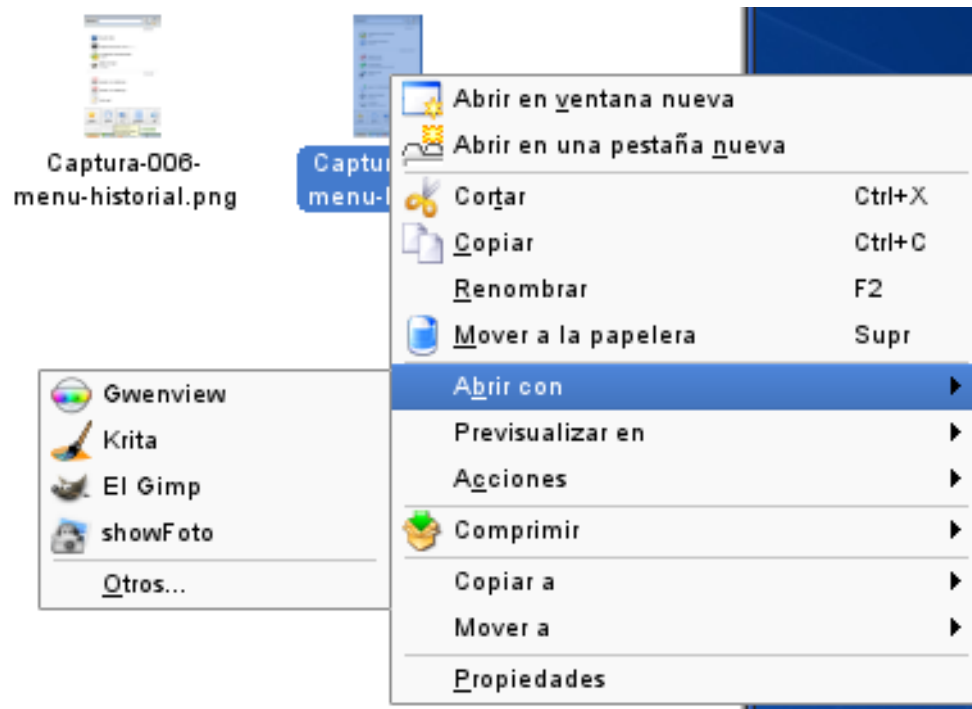 Captura-006-
menu-historial.png
Captu
menu-
Abrir en ventana nueva
Abrir en una pestaña nueva
Cortar Ctrl+X
Copiar Ctrl+C
Renombrar F2
Mover a la papelera Supr
Abrir con
Previsualizar en
Acciones
Comprimir
Copiar a
Mover a
Propiedades
Gwenview
Krita
El Gimp
showFoto
Otros...